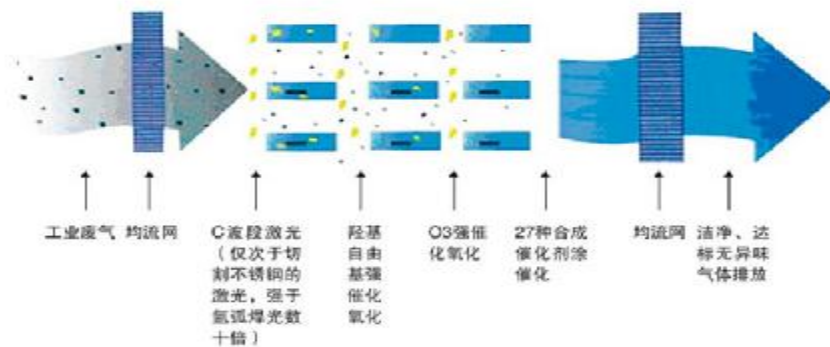 工业废气
均流网
C波段激光
（仅次于切
割不锈钢的
激光，强于
氩弧焊光数
十倍）
羟基
自由
基强
催化
氧化
O3强催
化氧化
27种合成
催化剂涂
催化
均流网
洁净、达
标无异味
气体排放